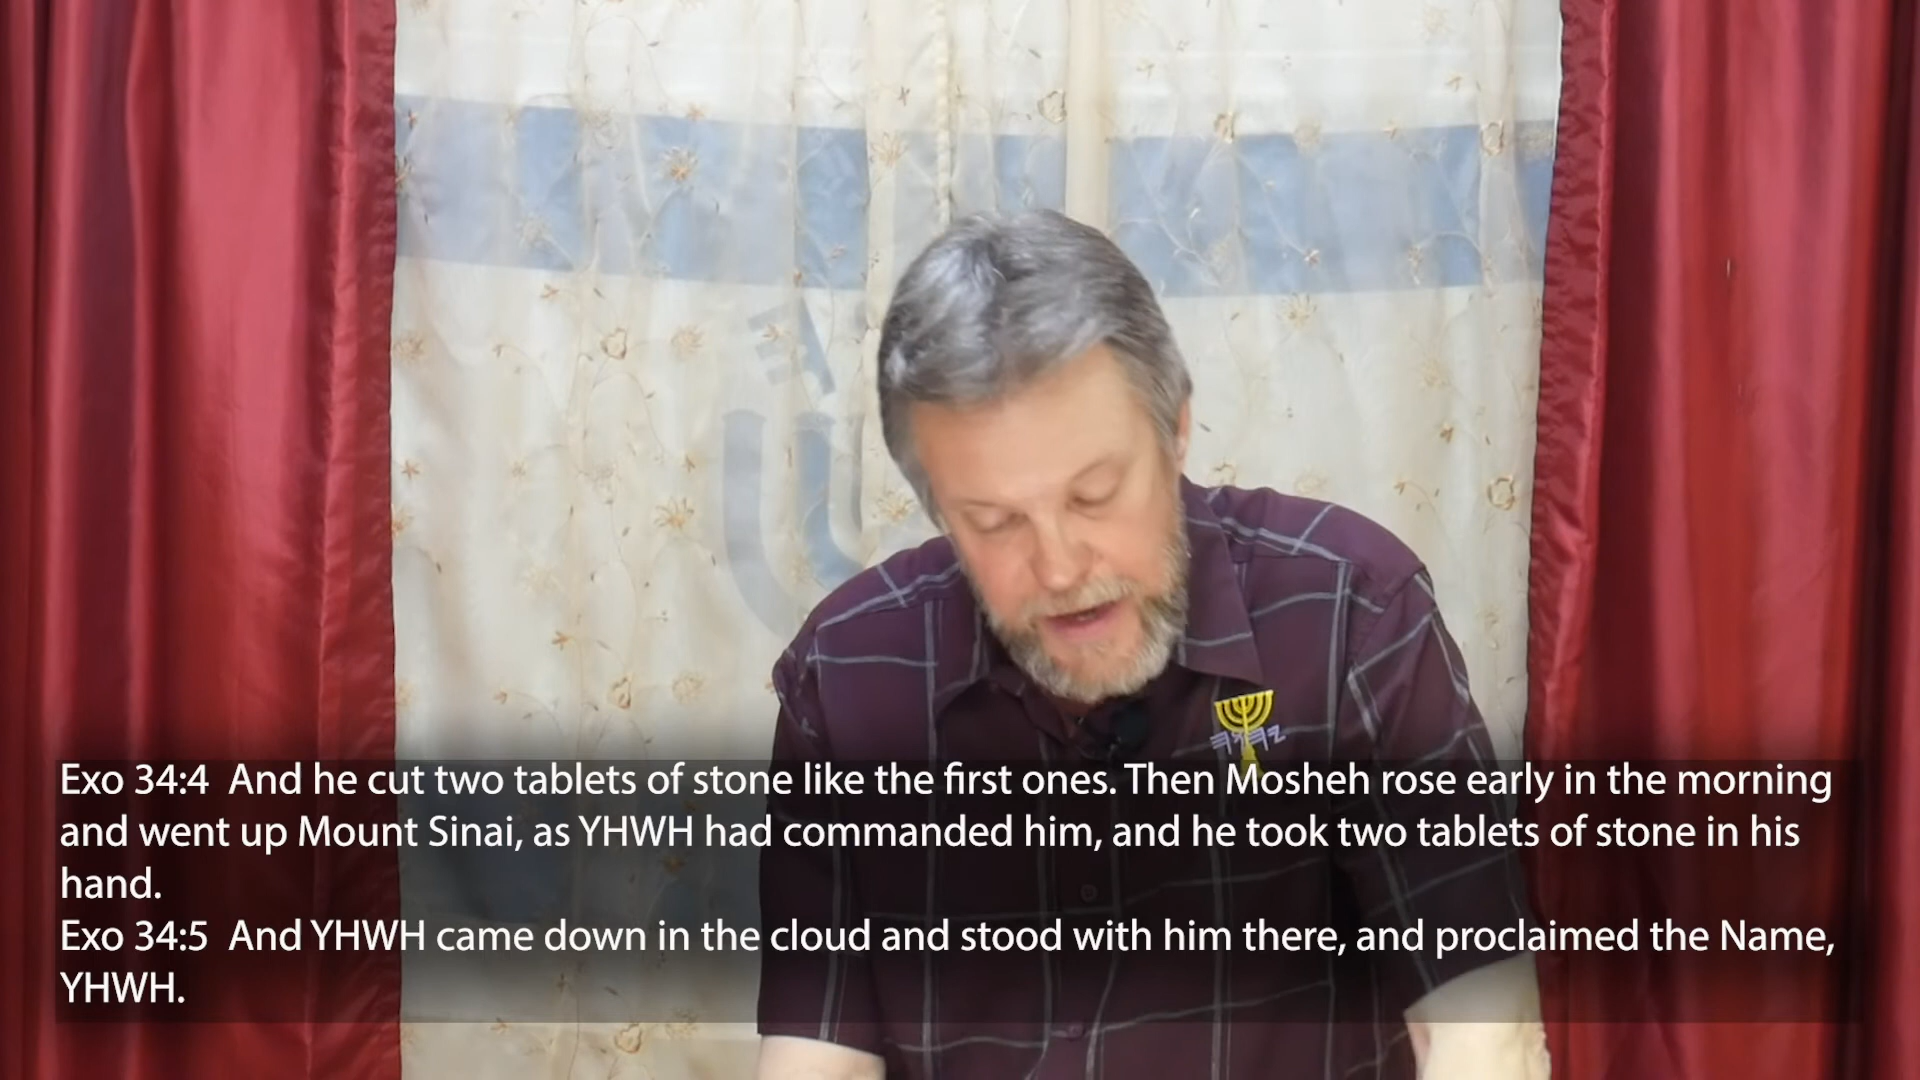 𐤉𐤄𐤅𐤄
Exo 34:4  And he cut two tablets of stone like the first ones. Then Mosheh rose early in the morning
and went up Mount Sinai, as YHWH had commanded him, and he took two tablets of stone in his
hand.
Exo 34:5  And YHWH came down in the cloud and stood with him there, and proclaimed the Name,
YHWH.